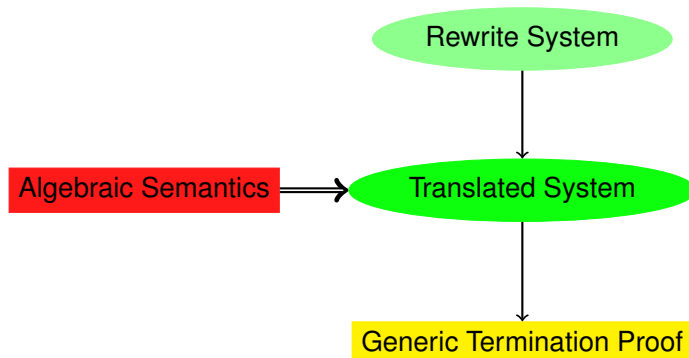 Rewrite System
Algebraic Semantics
Translated System
Generic Termination Proof